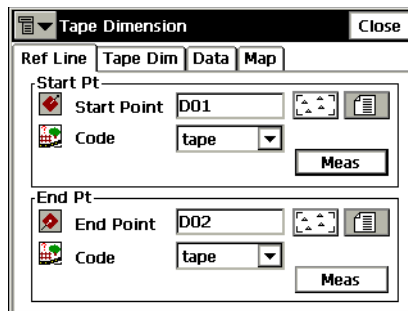 Tape Dimension Close
Ref Line Tape Dim Data Map
Start Pt
Start Point D01
Code tape
Meas
End Pt
End Point D02
Code tape
Meas